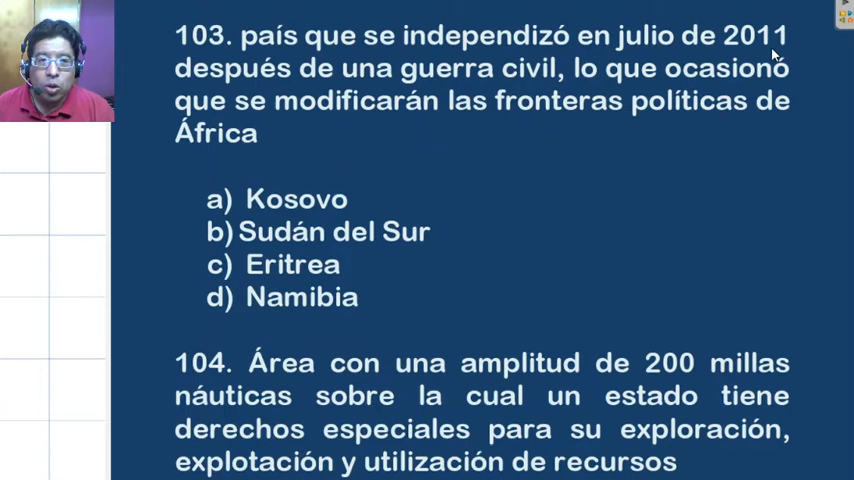 103. país que se independizó en julio de 2011
después de una guerra civil, lo que ocasionó
que se modificarán las fronteras políticas de
África
a) Kosovo
b) Sudán del Sur
c) Eritrea
d) Namibia
104. Área con una amplitud de 200 millas
náuticas sobre la cual un estado tiene
derechos especiales para su exploración,
explotación y utilización de recursos